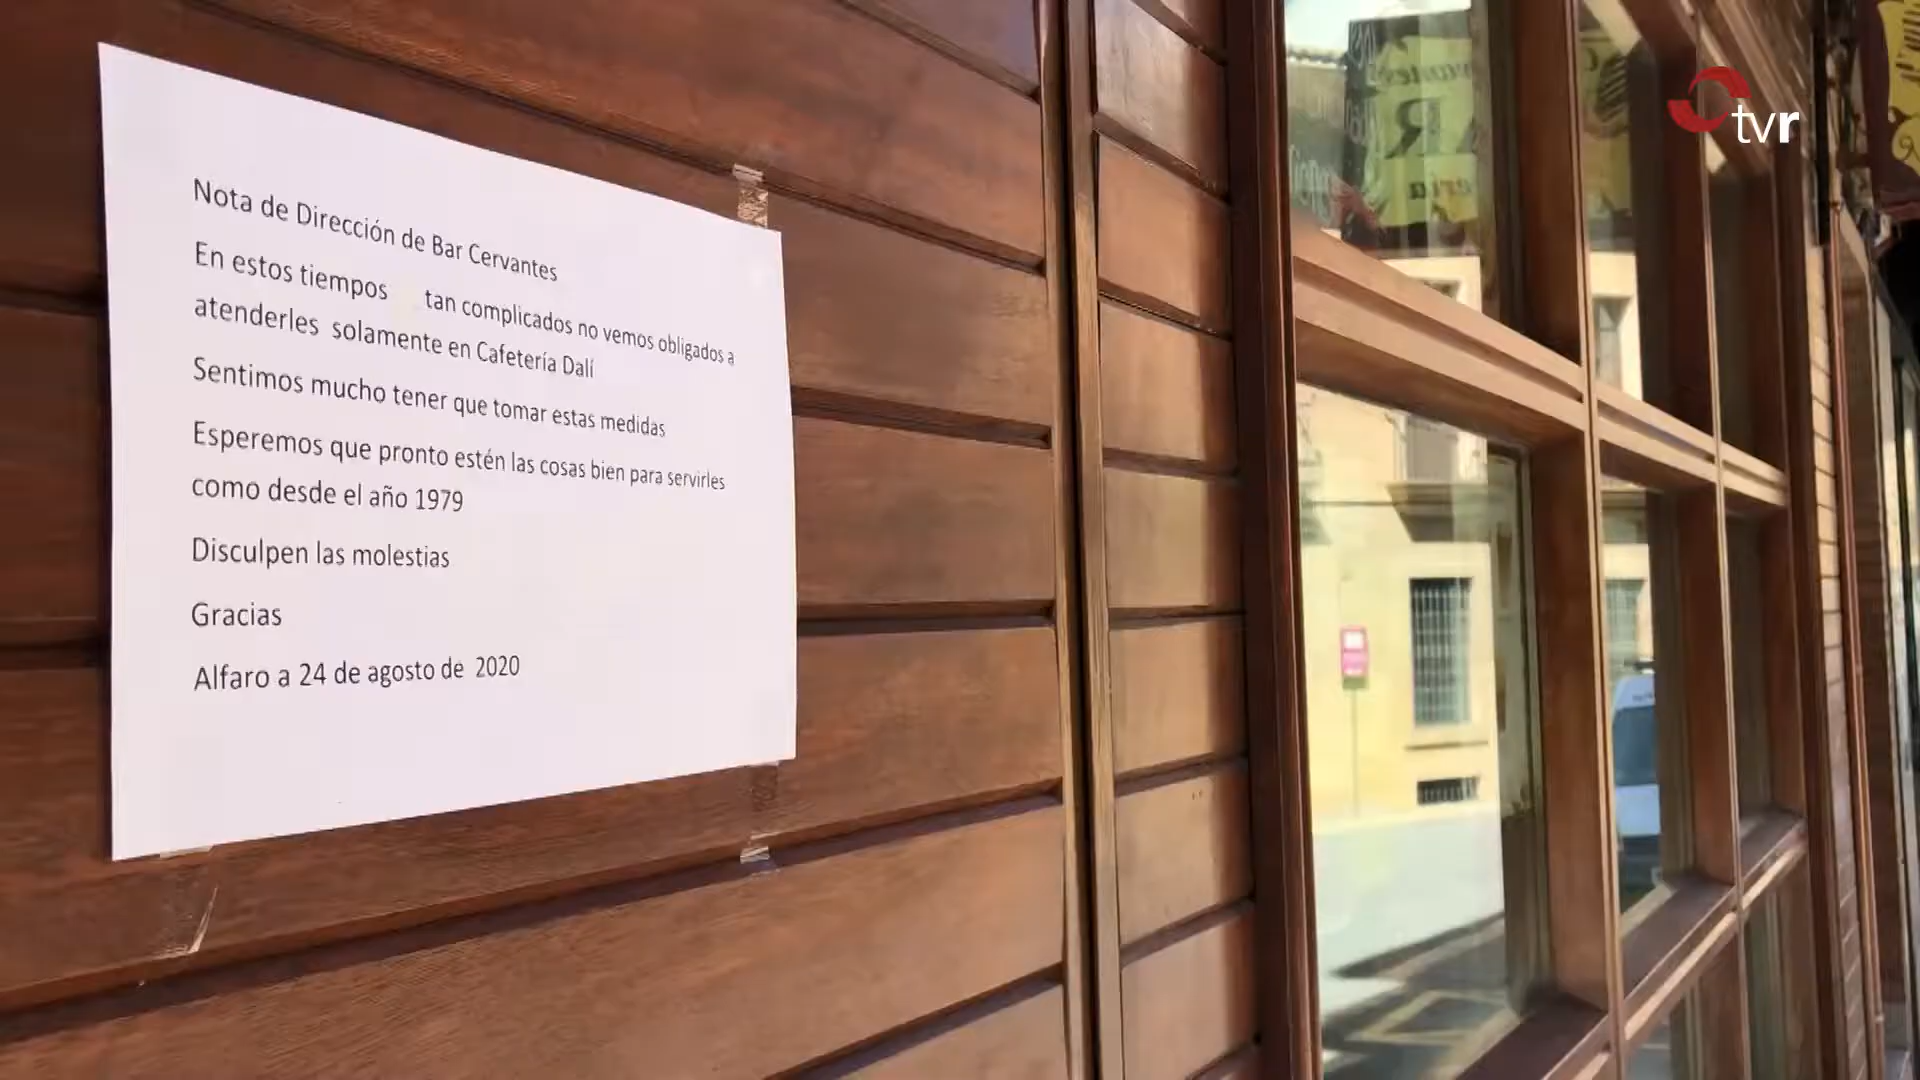 Nota de Dirección de Bar Cervantes
En estos tiempos tan complicados no vemos obligados a
atenderles solamente en Cafetería Dalí
Sentimos mucho tener que tomar estas medidas
Esperemos que pronto estén las cosas bien para servirles
como desde el año 1979
Disculpen las molestias
Gracias
Alfaro a 24 de agosto de 2020
tvr